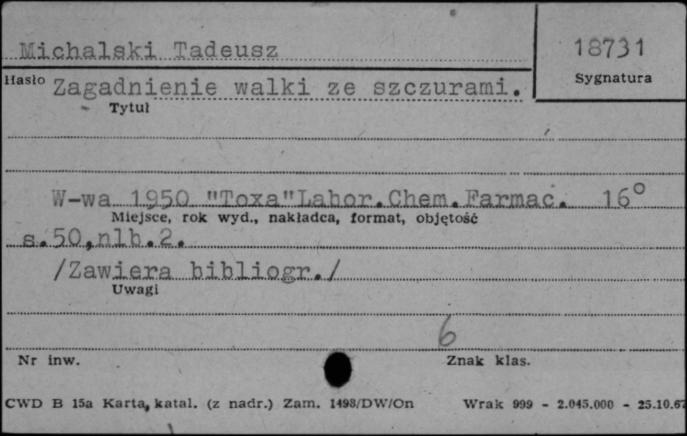 Michalski Tadeusz
18731
Hasło
Sygnatura
Zagadnienie walki ze szczurami.
Tytuł
W-wa 1950 "Toxa"Labor.Chem.Farmac. 16°
Miejsce, rok wyd., nakładca, format, objętość
s.50,nlb.2.
/Zawiera bibliogr./
Uwagi
6
Nr inw.
Znak klas.
CWD B 15a Karta katal. (z nadr.) Zam. 1498/DW/On Wrak 999 - 2.045.000 - 25.10.67